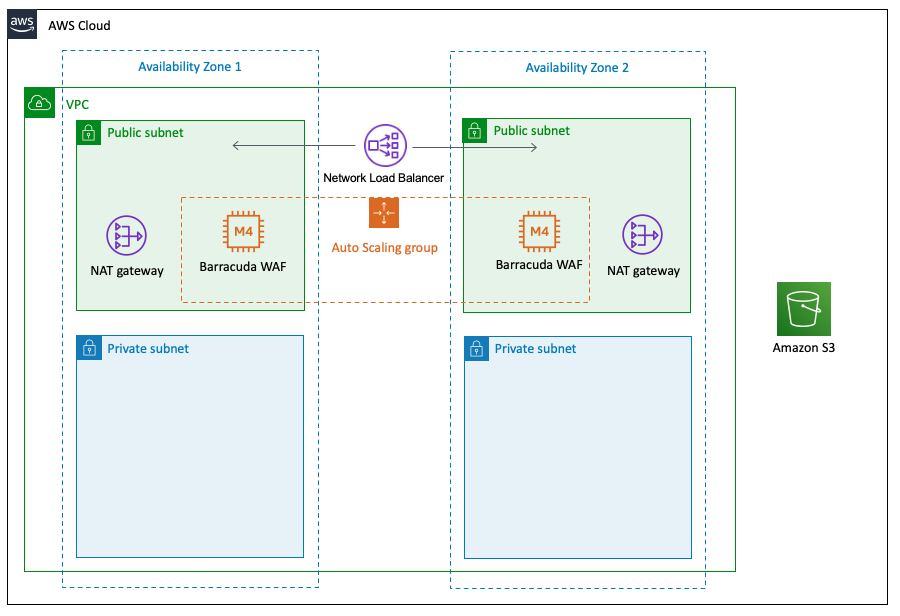 aws
AWS Cloud
Availability Zone 1
Availability Zone 2
VPC
Public subnet
Public subnet
Network Load Balancer
M4
M4
Auto Scaling group
Barracuda WAF
Barracuda WAF
NAT gateway
NAT gateway
Private subnet
Private subnet
Amazon S3